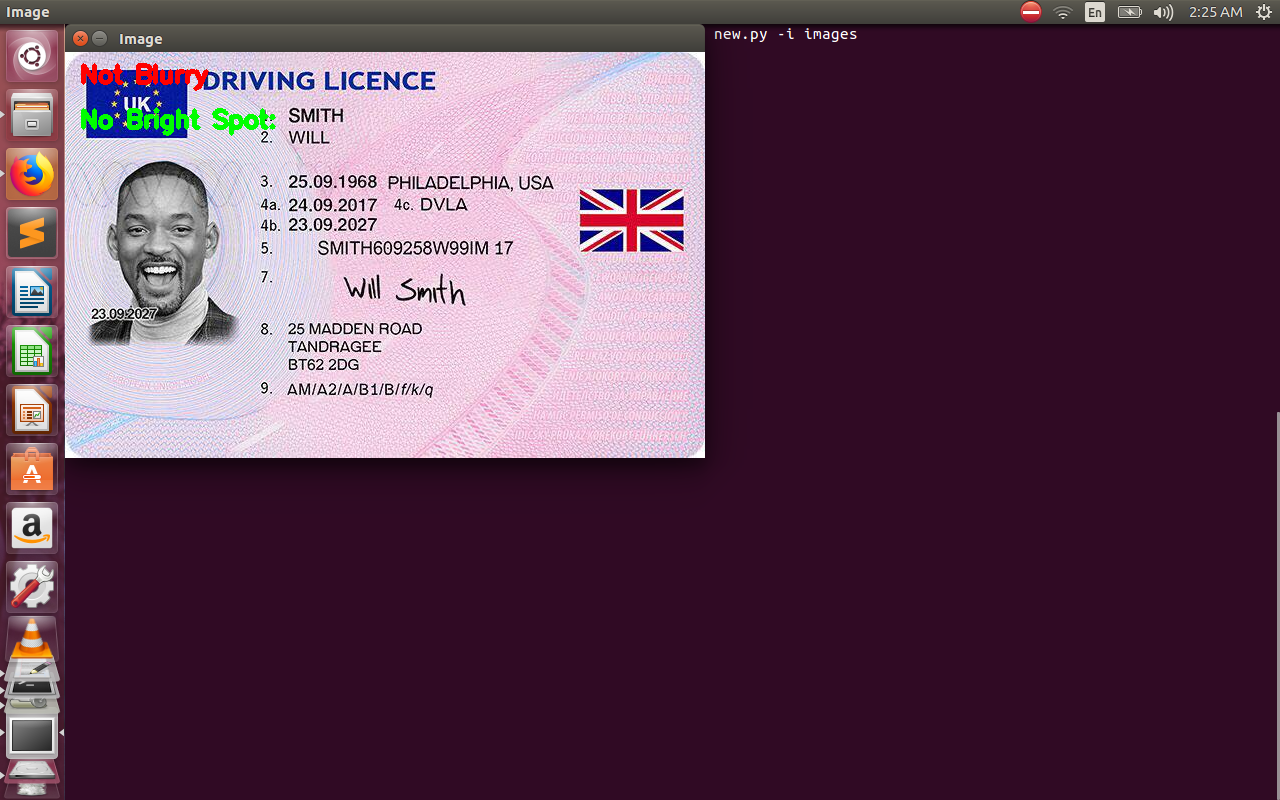 Image
En
2:25 AM
Image
new.py -i images
Not Blurry
DRIVING LICENCE
UK
No Bright Spot:
SMITH
2. WILL
3. 25.09.1968 PHILADELPHIA, USA
4a. 24.09.2017 4c. DVLA
4b. 23.09.2027
5. SMITH609258W99IM 17
7. Will Smith
23.09.2027
8. 25 MADDEN ROAD
TANDRAGEE
BT62 2DG
9. AM/A2/A/B1/B/f/k/q